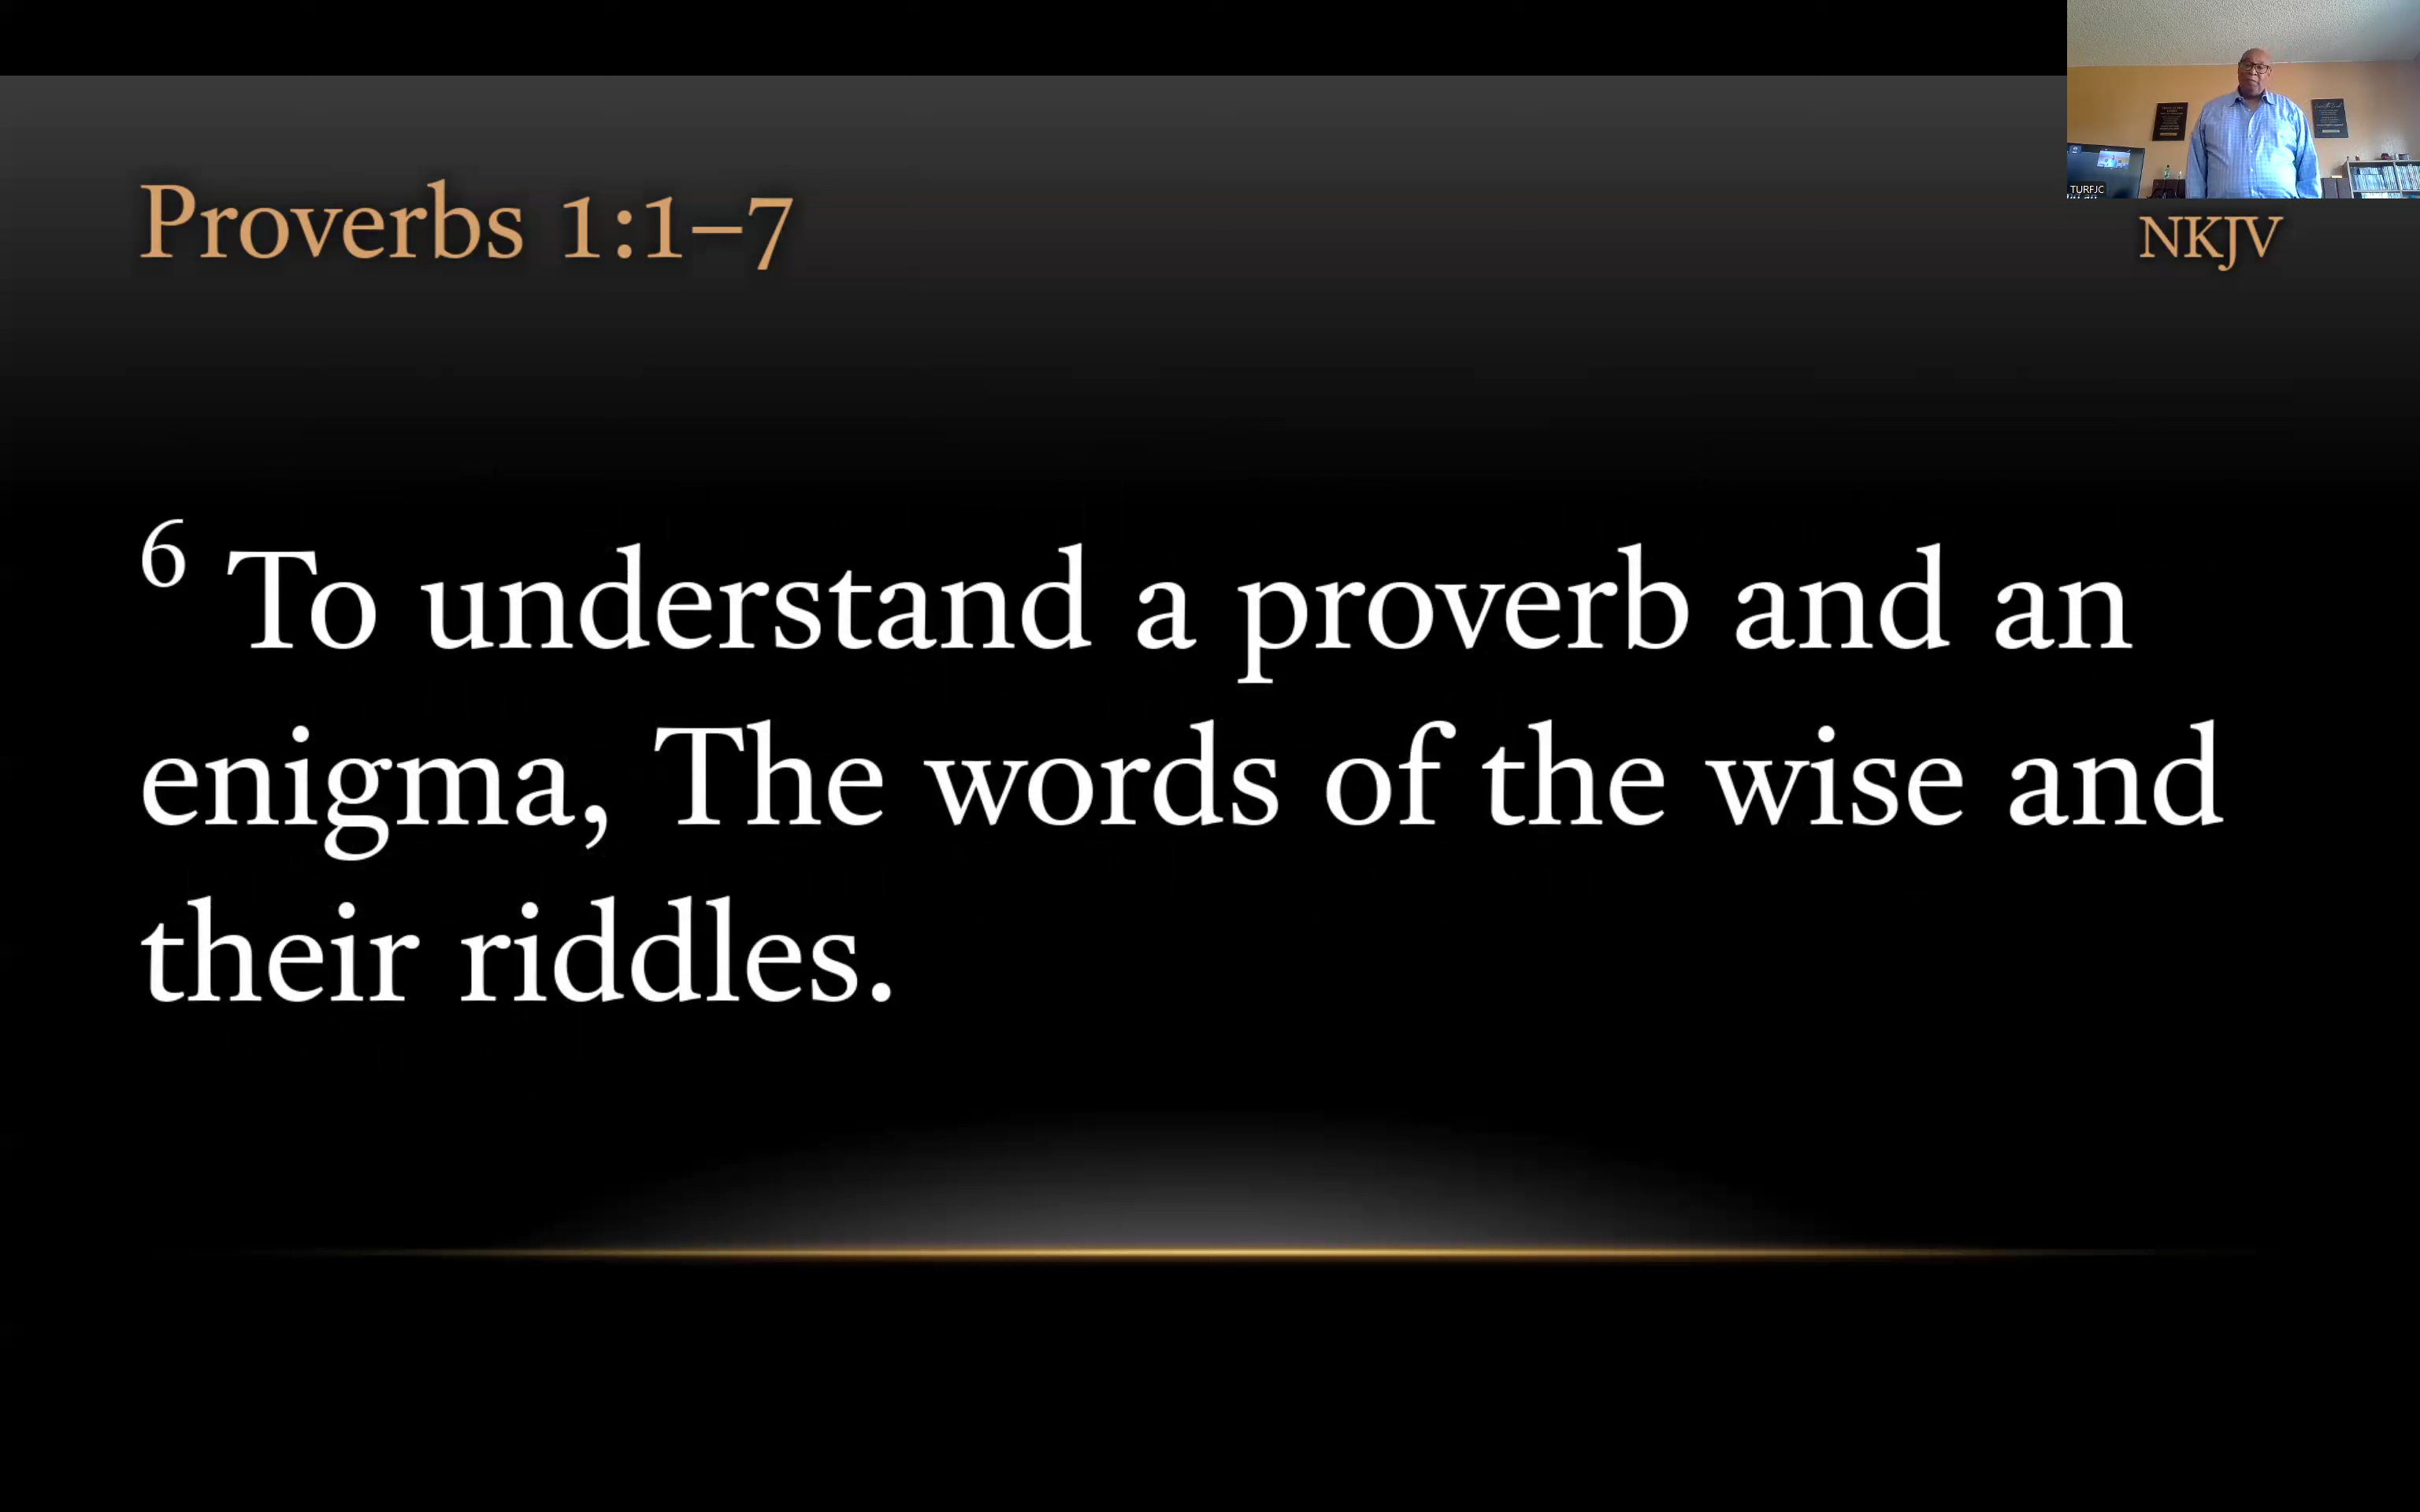 Proverbs 1:1–7
NKJV
6 To understand a proverb and an
enigma, The words of the wise and
their riddles.
TURFJC